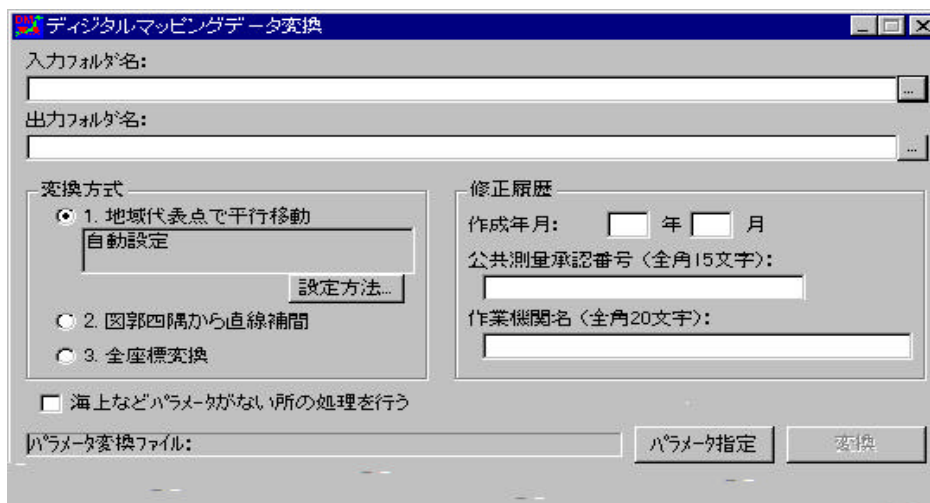 DM ディジタルマッピングデータ変換
入力フォルダ名:
...
出力フォルダ名:
...
変換方式
1. 地域代表点で平行移動
自動設定
設定方法...
2. 図郭四隅から直線補間
3. 全座標変換
修正履歴
作成年月: 年 月
公共測量承認番号(全角15文字):
作業機関名(全角20文字):
海上などパラメータがない所の処理を行う
パラメータ変換ファイル:
パラメータ指定
変換